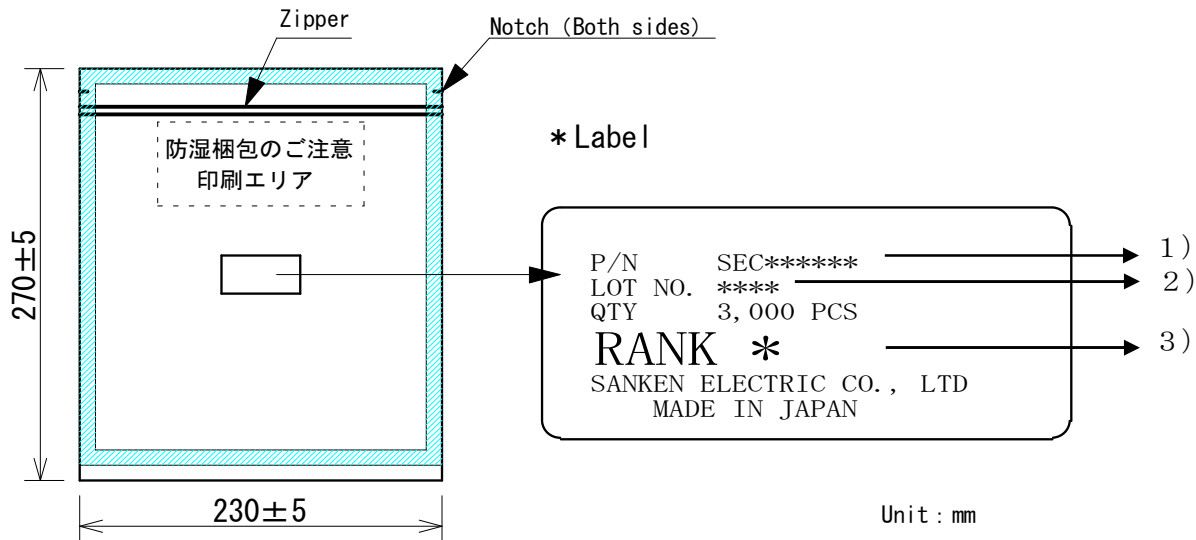 Zipper
Notch (Both sides)
防湿梱包のご注意
印刷エリア
270±5
230±5
*Label
P/N SEC******
LOT NO. ****
QTY 3,000 PCS
RANK *
SANKEN ELECTRIC CO., LTD
MADE IN JAPAN
1)
2)
3)
Unit : mm